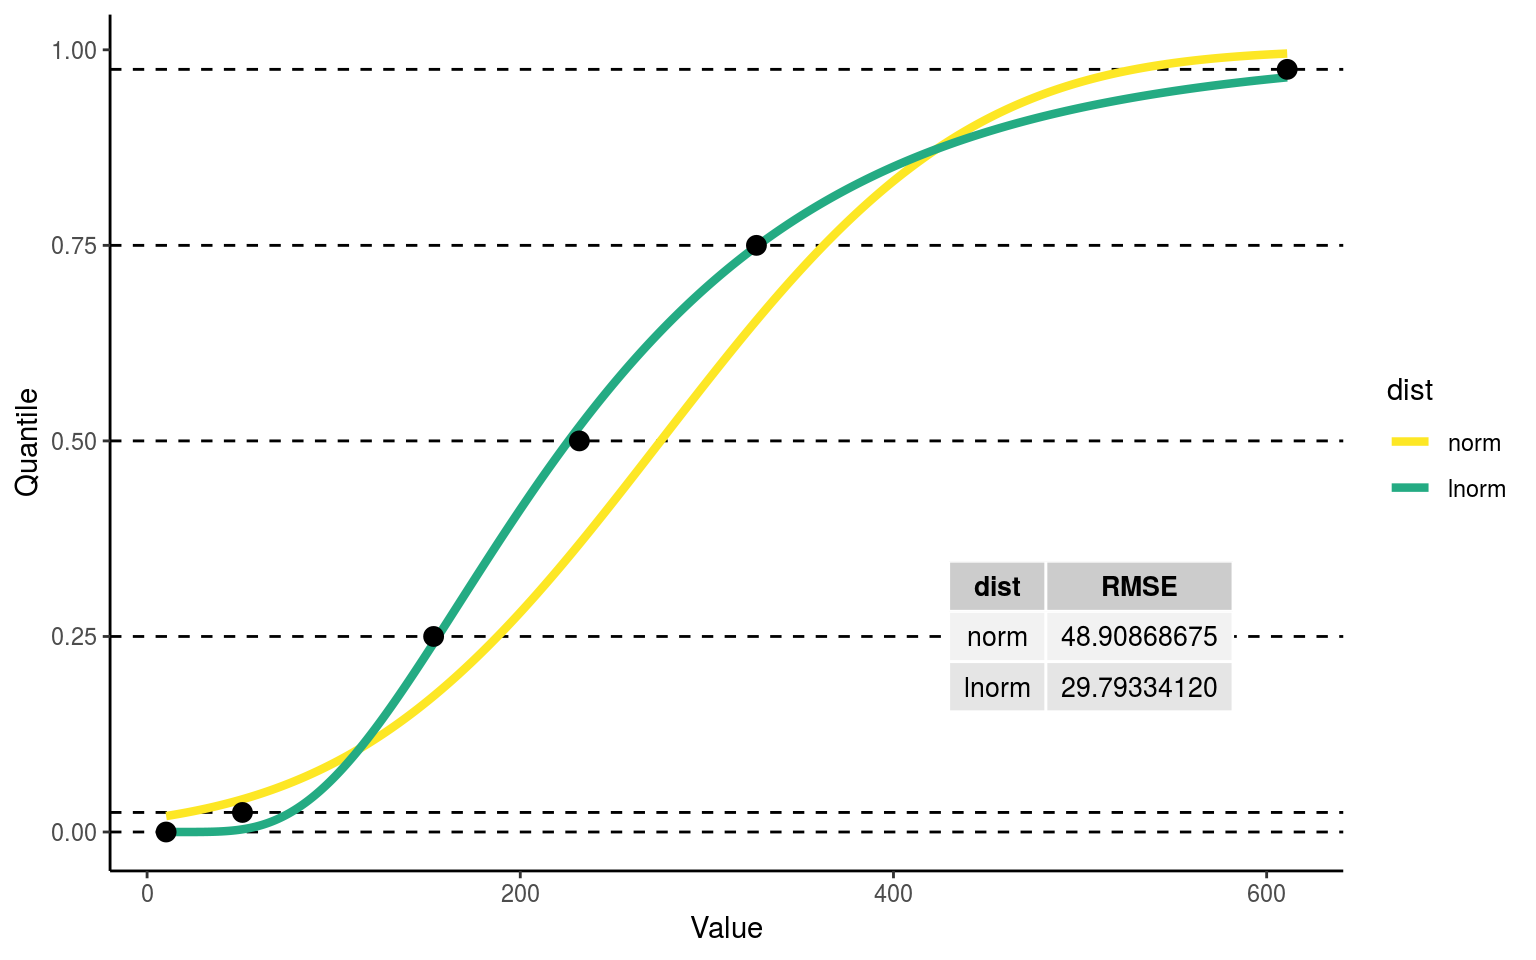 1.00
0.75
0.50
0.25
0.00
Quantile
0
200
400
600
Value
dist RMSE
norm 48.90868675
lnorm 29.79334120
dist
norm
lnorm